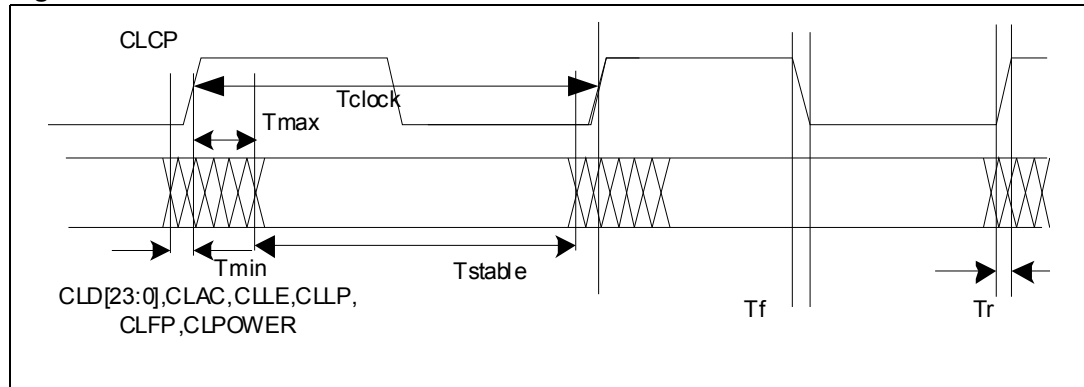 CLCP
Tclock
Tmax
Tmin
Tstable
CLD[23:0],CLAC,CLLE,CLLP,
CLFP,CLPOWER
Tf
Tr